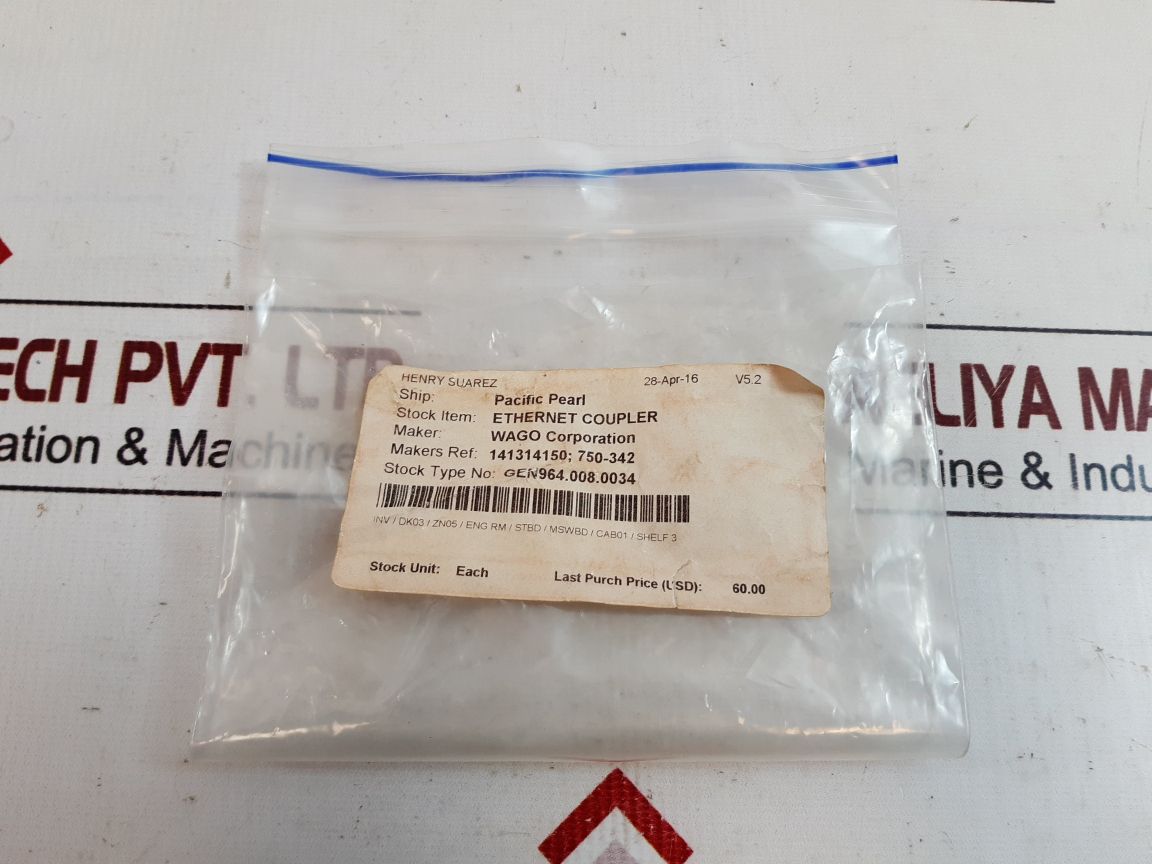 HENRY SUAREZ 28-Apr-16 V5.2
Ship: Pacific Pearl
Stock Item: ETHERNET COUPLER
Maker: WAGO Corporation
Makers Ref: 141314150; 750-342
Stock Type No: GEN964.008.0034
INV / DK03 / ZN05 / ENG RM / STBD / MSWBD / CAB01 / SHELF 3
Stock Unit: Each Last Purch Price (USD): 60.00
ECH PVT. LTD
ation & Machine
ELIYA MA
Marine & Indu